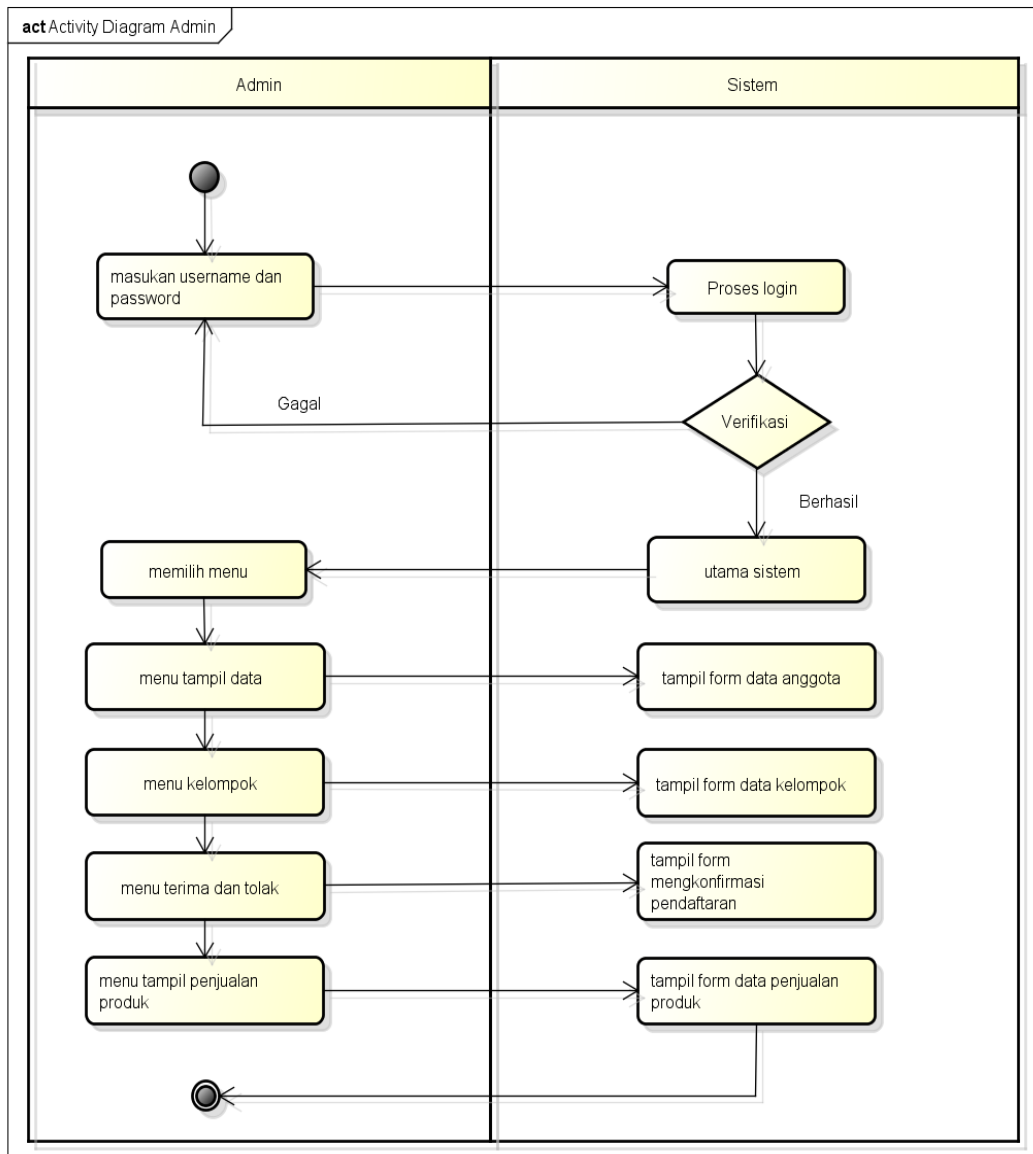 act Activity Diagram Admin
Admin
Sistem
masukan username dan
password
Proses login
Gagal
Verifikasi
Berhasil
memilih menu
utama sistem
menu tampil data
tampil form data anggota
menu kelompok
tampil form data kelompok
menu terima dan tolak
tampil form
mengkonfirmasi
pendaftaran
menu tampil penjualan
produk
tampil form data penjualan
produk